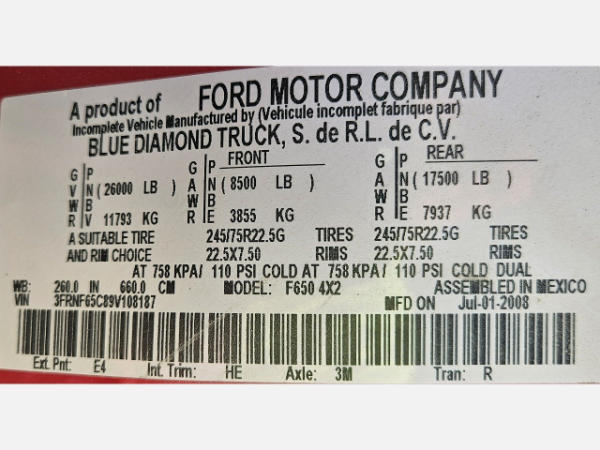 A product of FORD MOTOR COMPANY
Incomplete Vehicle Manufactured by (Vehicule incomplet fabrique par)
BLUE DIAMOND TRUCK, S. de R.L. de C.V.
G P G P FRONT G P REAR
V N ( 26000 LB ) A N ( 8500 LB ) A N ( 17500 LB )
W B W B W B
R V 11793 KG R E 3855 KG R E 7937 KG
A SUITABLE TIRE 245/75R22.5G TIRES 245/75R22.5G TIRES
AND RIM CHOICE 22.5X7.50 RIMS 22.5X7.50 RIMS
AT 758 KPA/ 110 PSI COLD AT 758 KPA/ 110 PSI COLD DUAL
WB: 260.0 IN 660.0 CM MODEL: F650 4X2 ASSEMBLED IN MEXICO
VIN 3FRNF65C89V108187 MFD ON Jul-01-2008
Ext. Pnt: E4 Int. Trim: HE Axle: 3M Tran: R